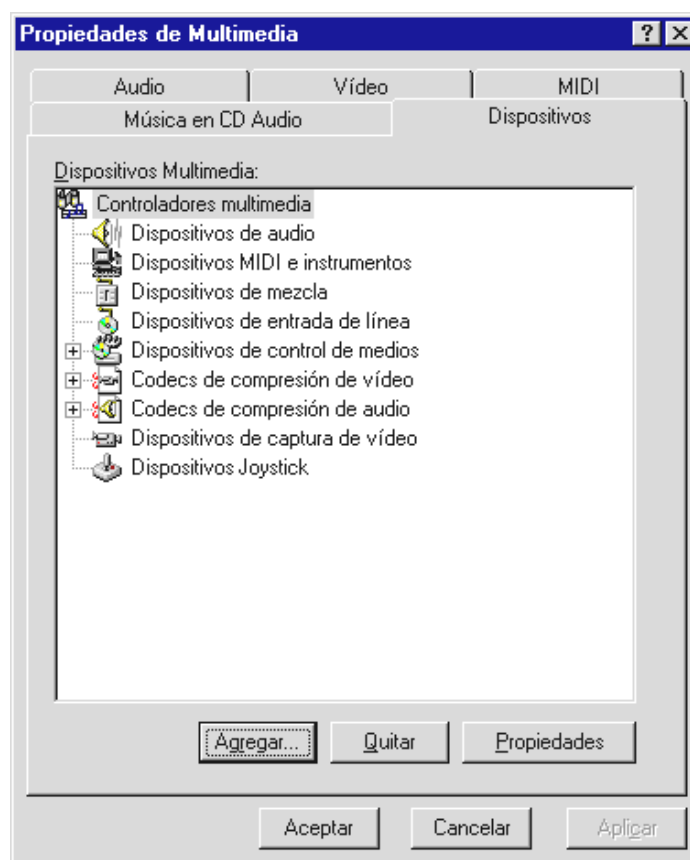 Propiedades de Multimedia
Audio Vídeo MIDI
Música en CD Audio Dispositivos
Dispositivos Multimedia:
Controladores multimedia
Dispositivos de audio
Dispositivos MIDI e instrumentos
Dispositivos de mezcla
Dispositivos de entrada de línea
Dispositivos de control de medios
Codecs de compresión de vídeo
Codecs de compresión de audio
Dispositivos de captura de vídeo
Dispositivos Joystick
Agregar... Quitar Propiedades
Aceptar Cancelar Aplicar